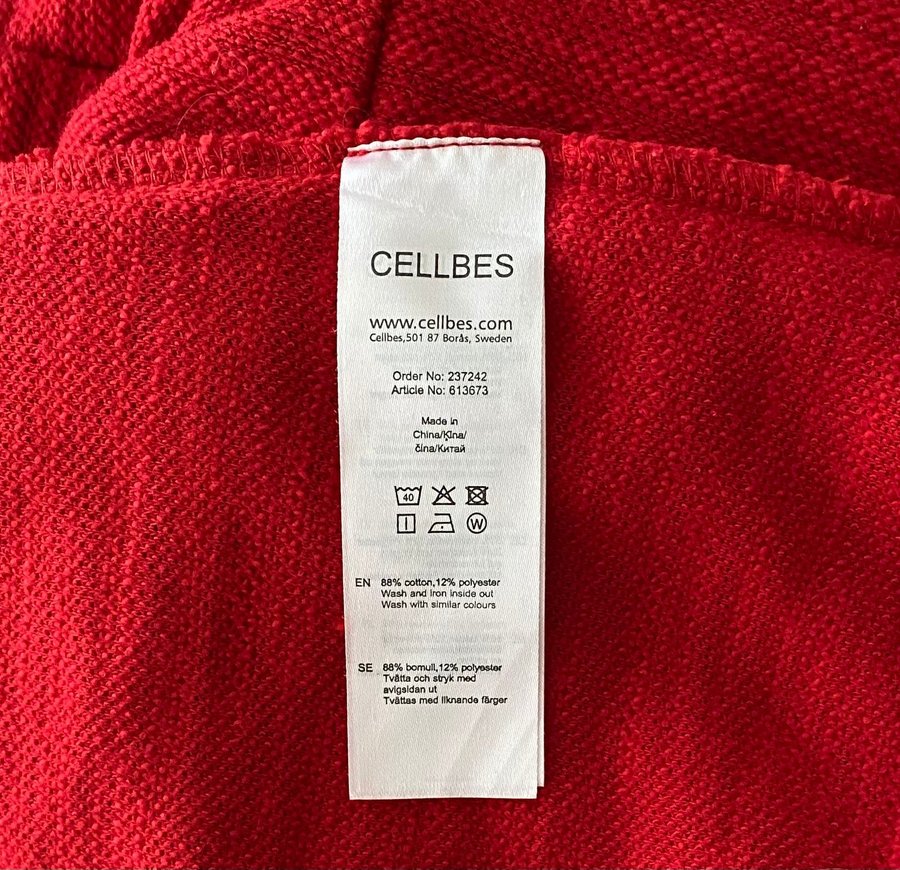 CELLBES
www.cellbes.com
Cellbes,501 87 Borås, Sweden
Order No: 237242
Article No: 613673
Made in
China/Ķīna/
čína/Китай
40
W
EN 88% cotton,12% polyester
Wash and iron inside out
Wash with similar colours
SE 88% bomull,12% polyester
Tvätta och stryk med
avigsidan ut
Tvättas med liknande färger